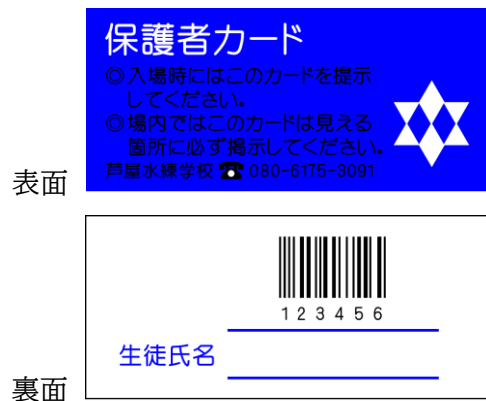 保護者カード
◎入場時にはこのカードを提示
してください。
◎場内ではこのカードは見える
箇所に必ず掲示してください。
芦屋水練学校 ☎ 080-6175-3091
表面
123456
生徒氏名
裏面